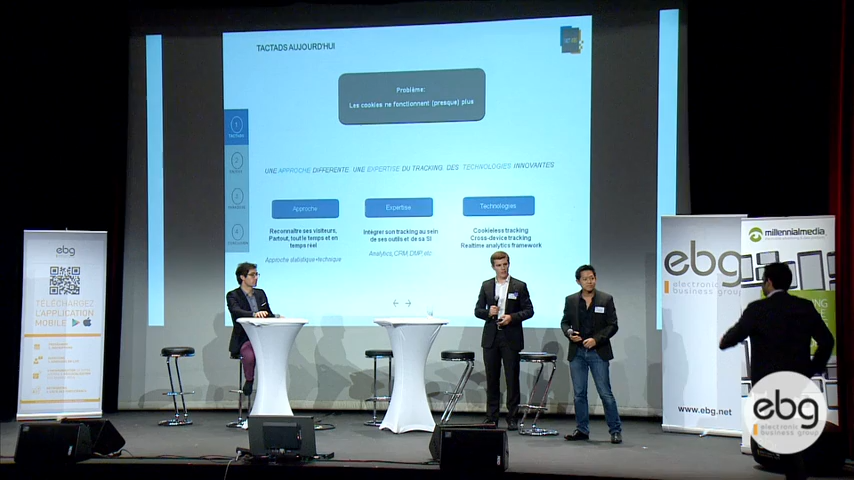 TACTADS AUJOURD'HUI
Problème:
Les cookies ne fonctionnent (presque) plus
UNE APPROCHE DIFFERENTE, UNE EXPERTISE DU TRACKING, DES TECHNOLOGIES INNOVANTES
Approche
Reconnaître ses visiteurs,
Partout, tout le temps et en
temps réel
Approche statistique+technique
Expertise
Intégrer son tracking au sein
de ses outils et de sa SI
Analytics, CRM, DMP, etc
Technologies
Cookieless tracking
Cross-device tracking
Realtime analytics framework
1
2
3
4
ebg
TÉLÉCHARGEZ
L'APPLICATION
MOBILE
ebg
electronic
business group
www.ebg.net
millennialmedia
ebg
electronic
business group